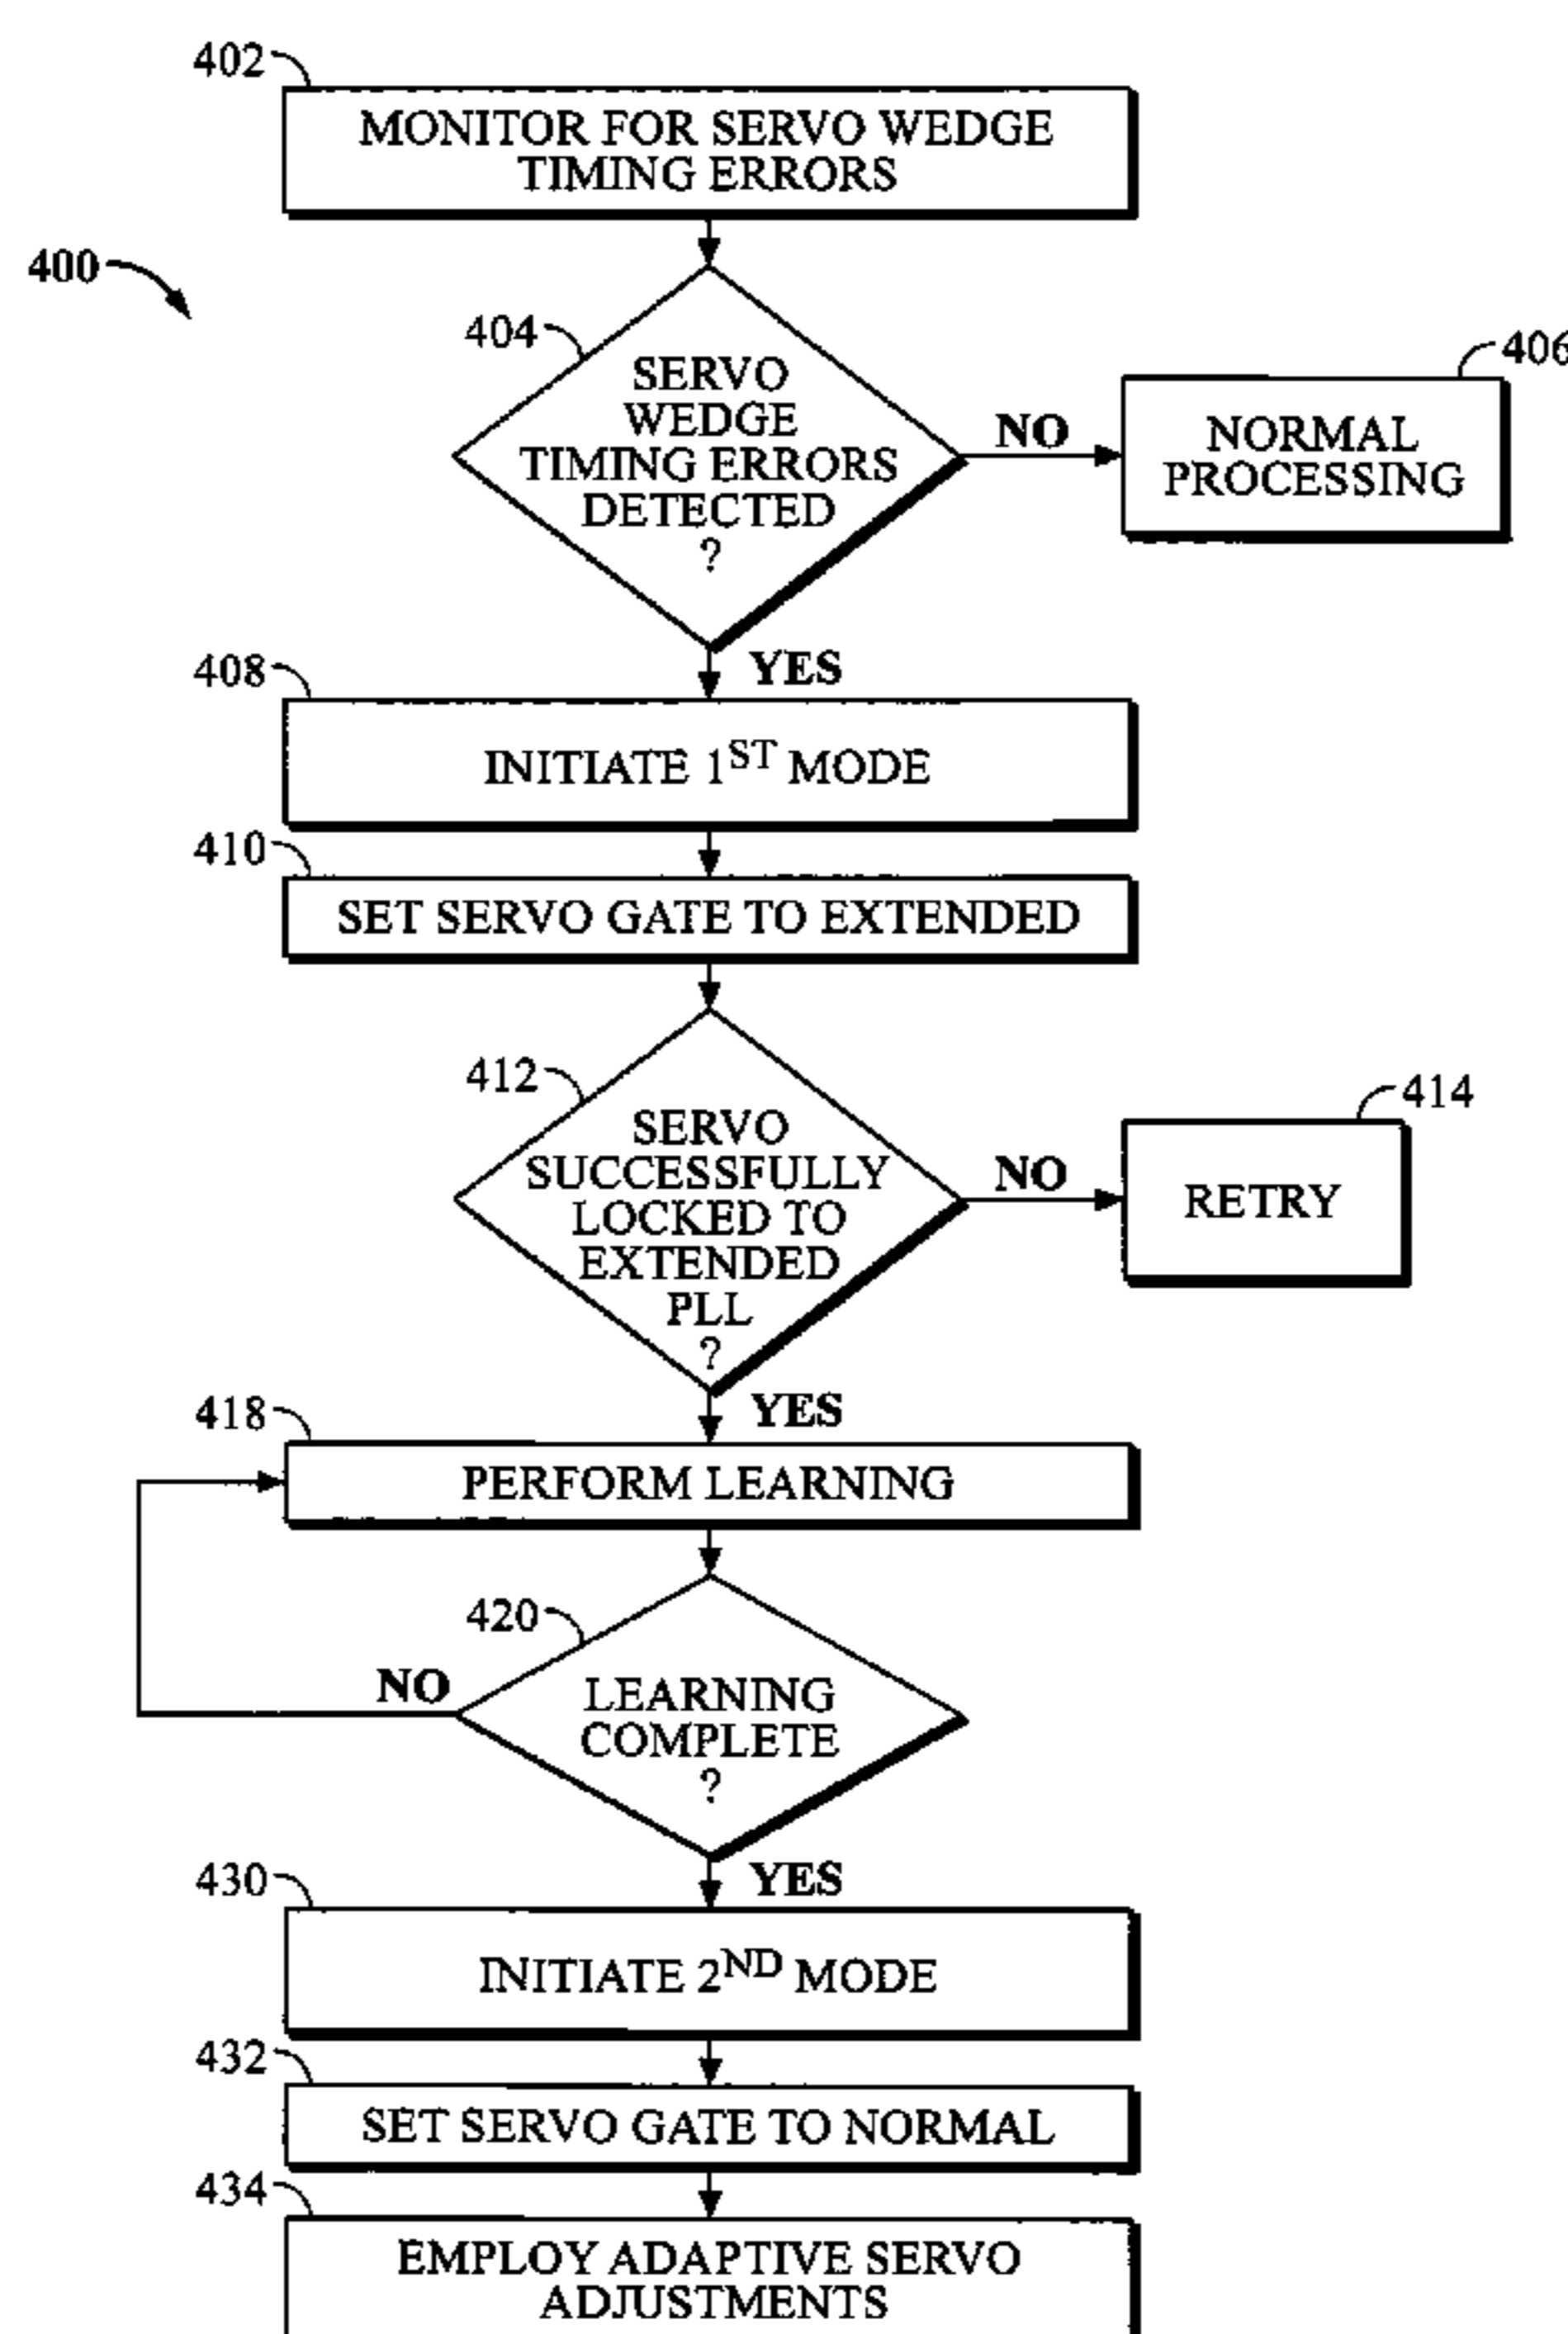 402
MONITOR FOR SERVO WEDGE
TIMING ERRORS
400
404
SERVO
WEDGE
TIMING ERRORS
DETECTED
?
NO
406
NORMAL
PROCESSING
YES
408
INITIATE 1ST MODE
410
SET SERVO GATE TO EXTENDED
412
SERVO
SUCCESSFULLY
LOCKED TO
EXTENDED
PLL
?
NO
414
RETRY
YES
418
PERFORM LEARNING
420
NO
LEARNING
COMPLETE
?
YES
430
INITIATE 2ND MODE
432
SET SERVO GATE TO NORMAL
434
EMPLOY ADAPTIVE SERVO
ADJUSTMENTS